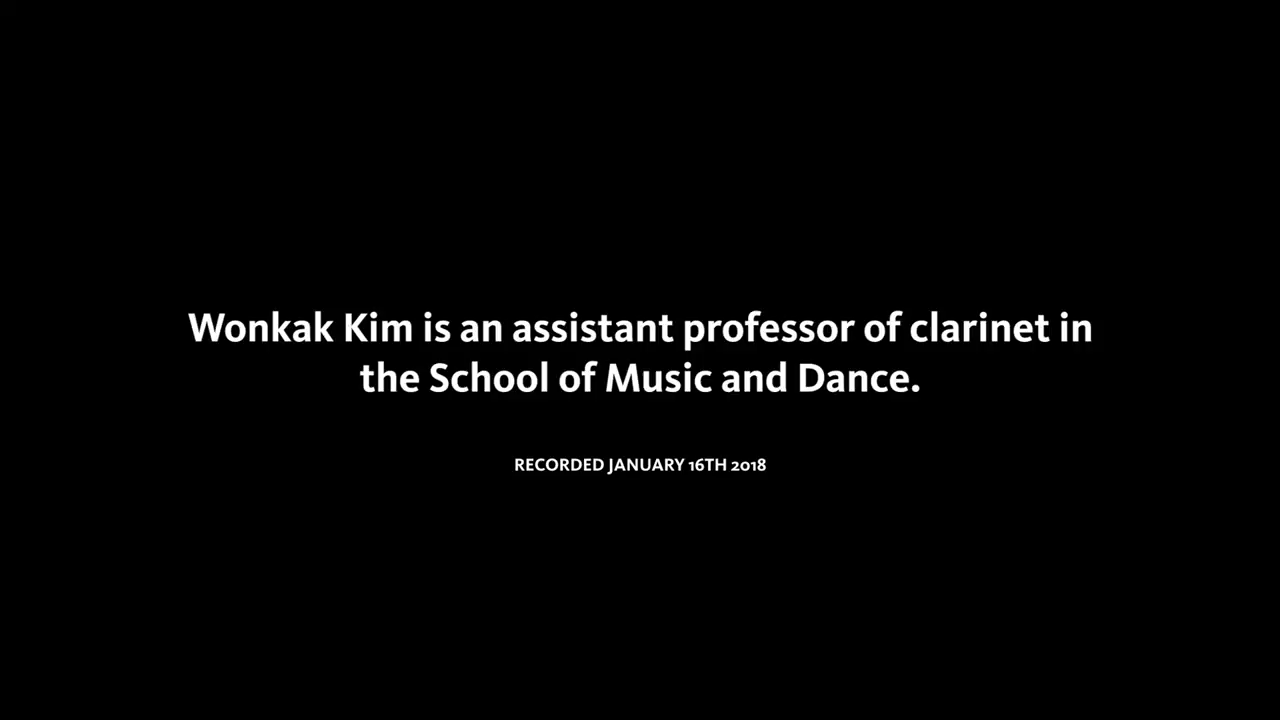 Wonkak Kim is an assistant professor of clarinet in
the School of Music and Dance.
RECORDED JANUARY 16TH 2018